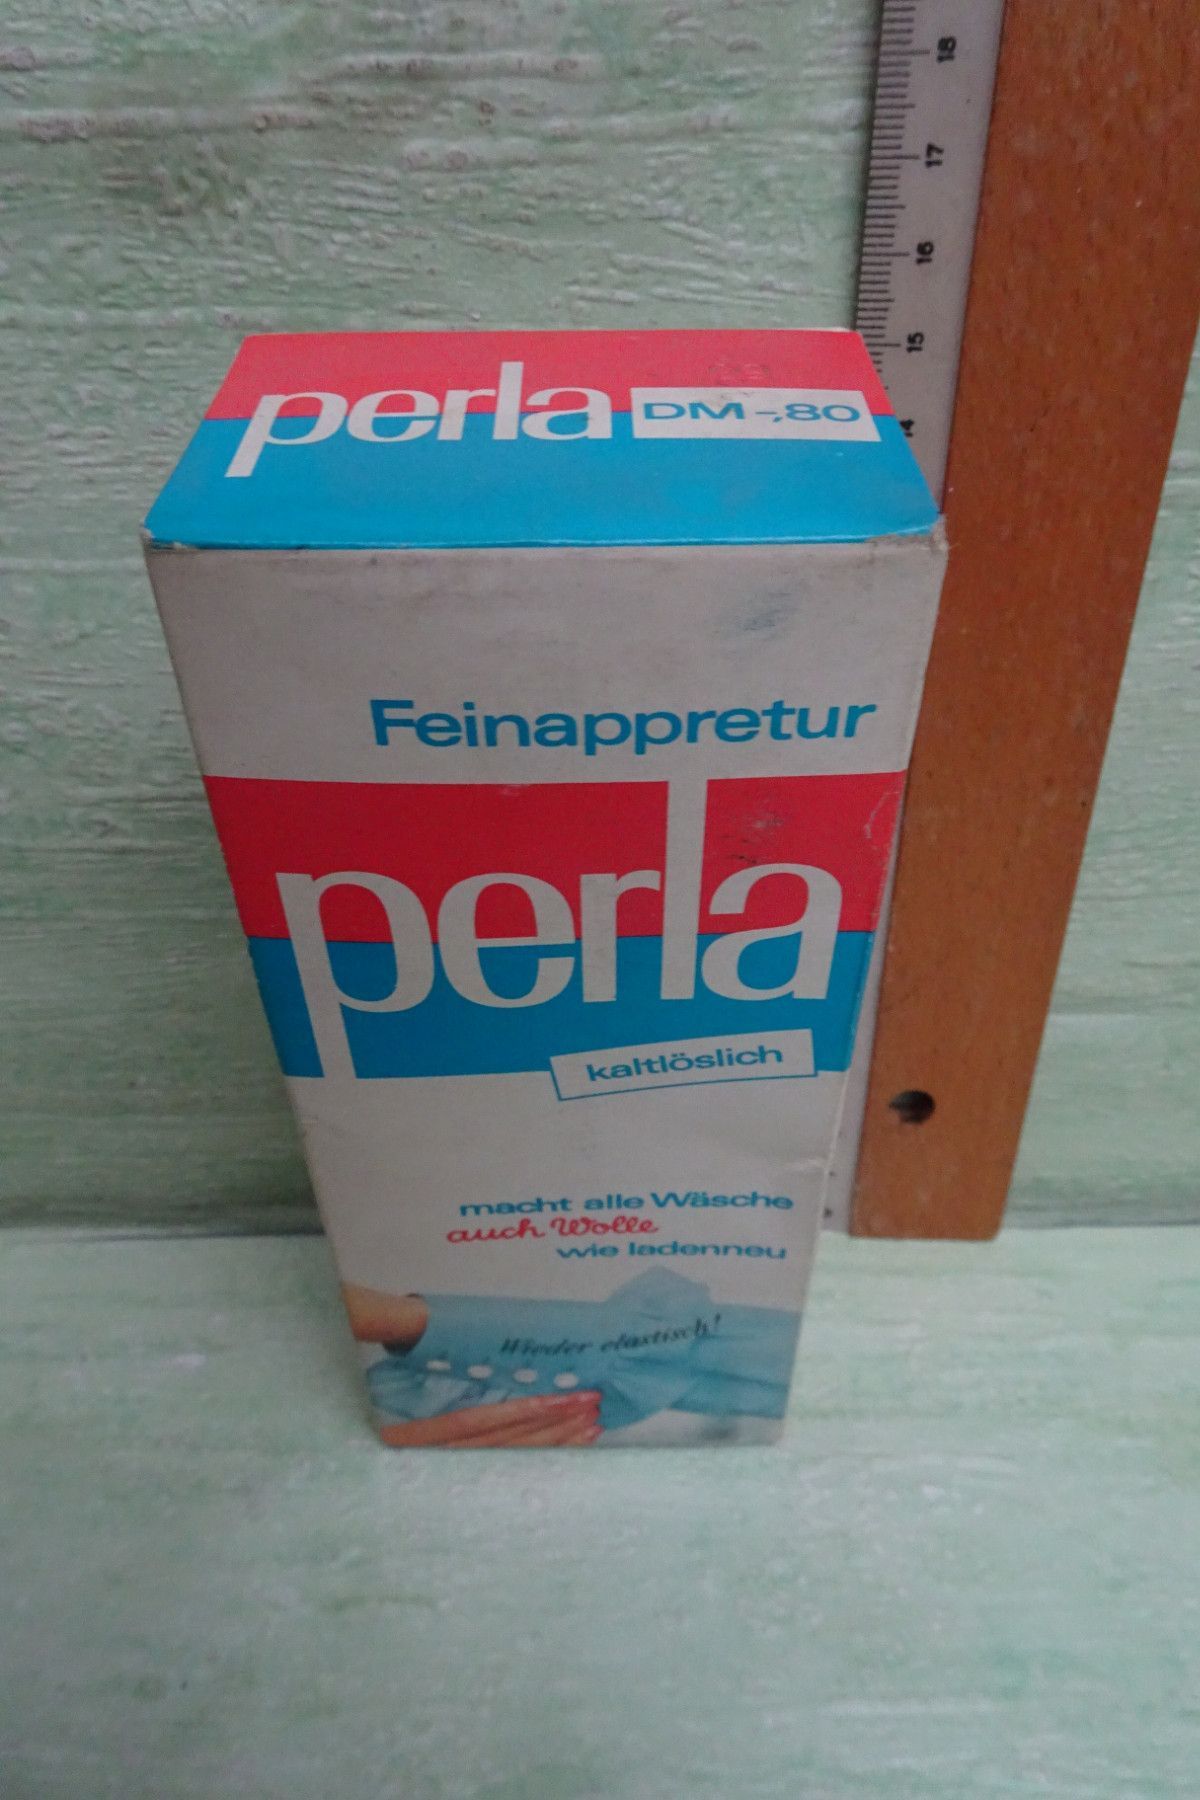 18
17
16
15
14
perla DM -,80
Feinappretur
perla
kaltlöslich
macht alle Wäsche
auch Wolle
wie ladenneu
Wieder elastisch!